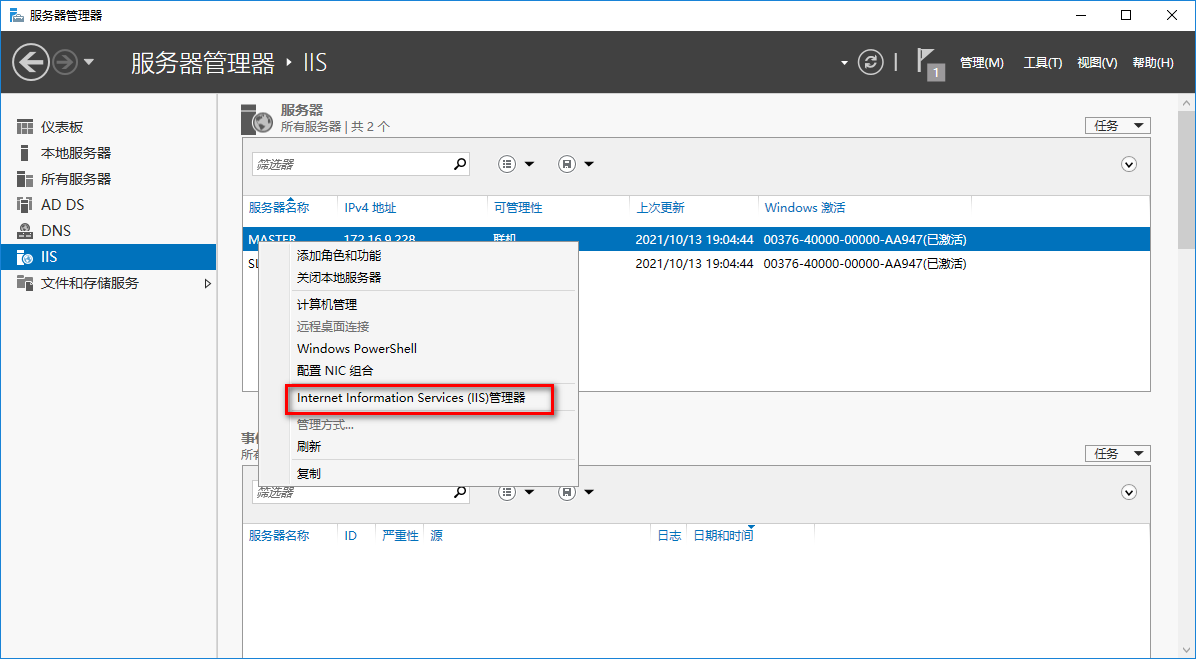 服务器管理器
服务器管理器 ‣ IIS
1 管理(M) 工具(T) 视图(V) 帮助(H)
仪表板
本地服务器
所有服务器
AD DS
DNS
IIS
文件和存储服务
服务器
所有服务器 | 共 2 个
任务
筛选器
服务器名称 IPv4 地址 可管理性 上次更新 Windows 激活
MASTER 172.16.9.228 联机 2021/10/13 19:04:44 00376-40000-00000-AA947(已激活)
2021/10/13 19:04:44 00376-40000-00000-AA947(已激活)
添加角色和功能
关闭本地服务器
计算机管理
远程桌面连接
Windows PowerShell
配置 NIC 组合
Internet Information Services (IIS)管理器
管理方式...
刷新
复制
任务
筛选器
服务器名称 ID 严重性 源 日志 日期和时间